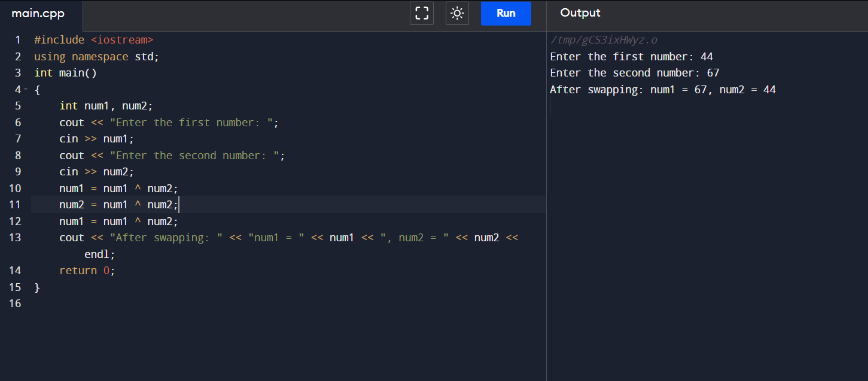 main.cpp
Run
Output
1 #include <iostream>
2 using namespace std;
3 int main()
4 {
5 int num1, num2;
6 cout << "Enter the first number: ";
7 cin >> num1;
8 cout << "Enter the second number: ";
9 cin >> num2;
10 num1 = num1 ^ num2;
11 num2 = num1 ^ num2;
12 num1 = num1 ^ num2;
13 cout << "After swapping: " << "num1 = " << num1 << ", num2 = " << num2 <<
endl;
14 return 0;
15 }
16
/tmp/gCS3ixHWyz.o
Enter the first number: 44
Enter the second number: 67
After swapping: num1 = 67, num2 = 44